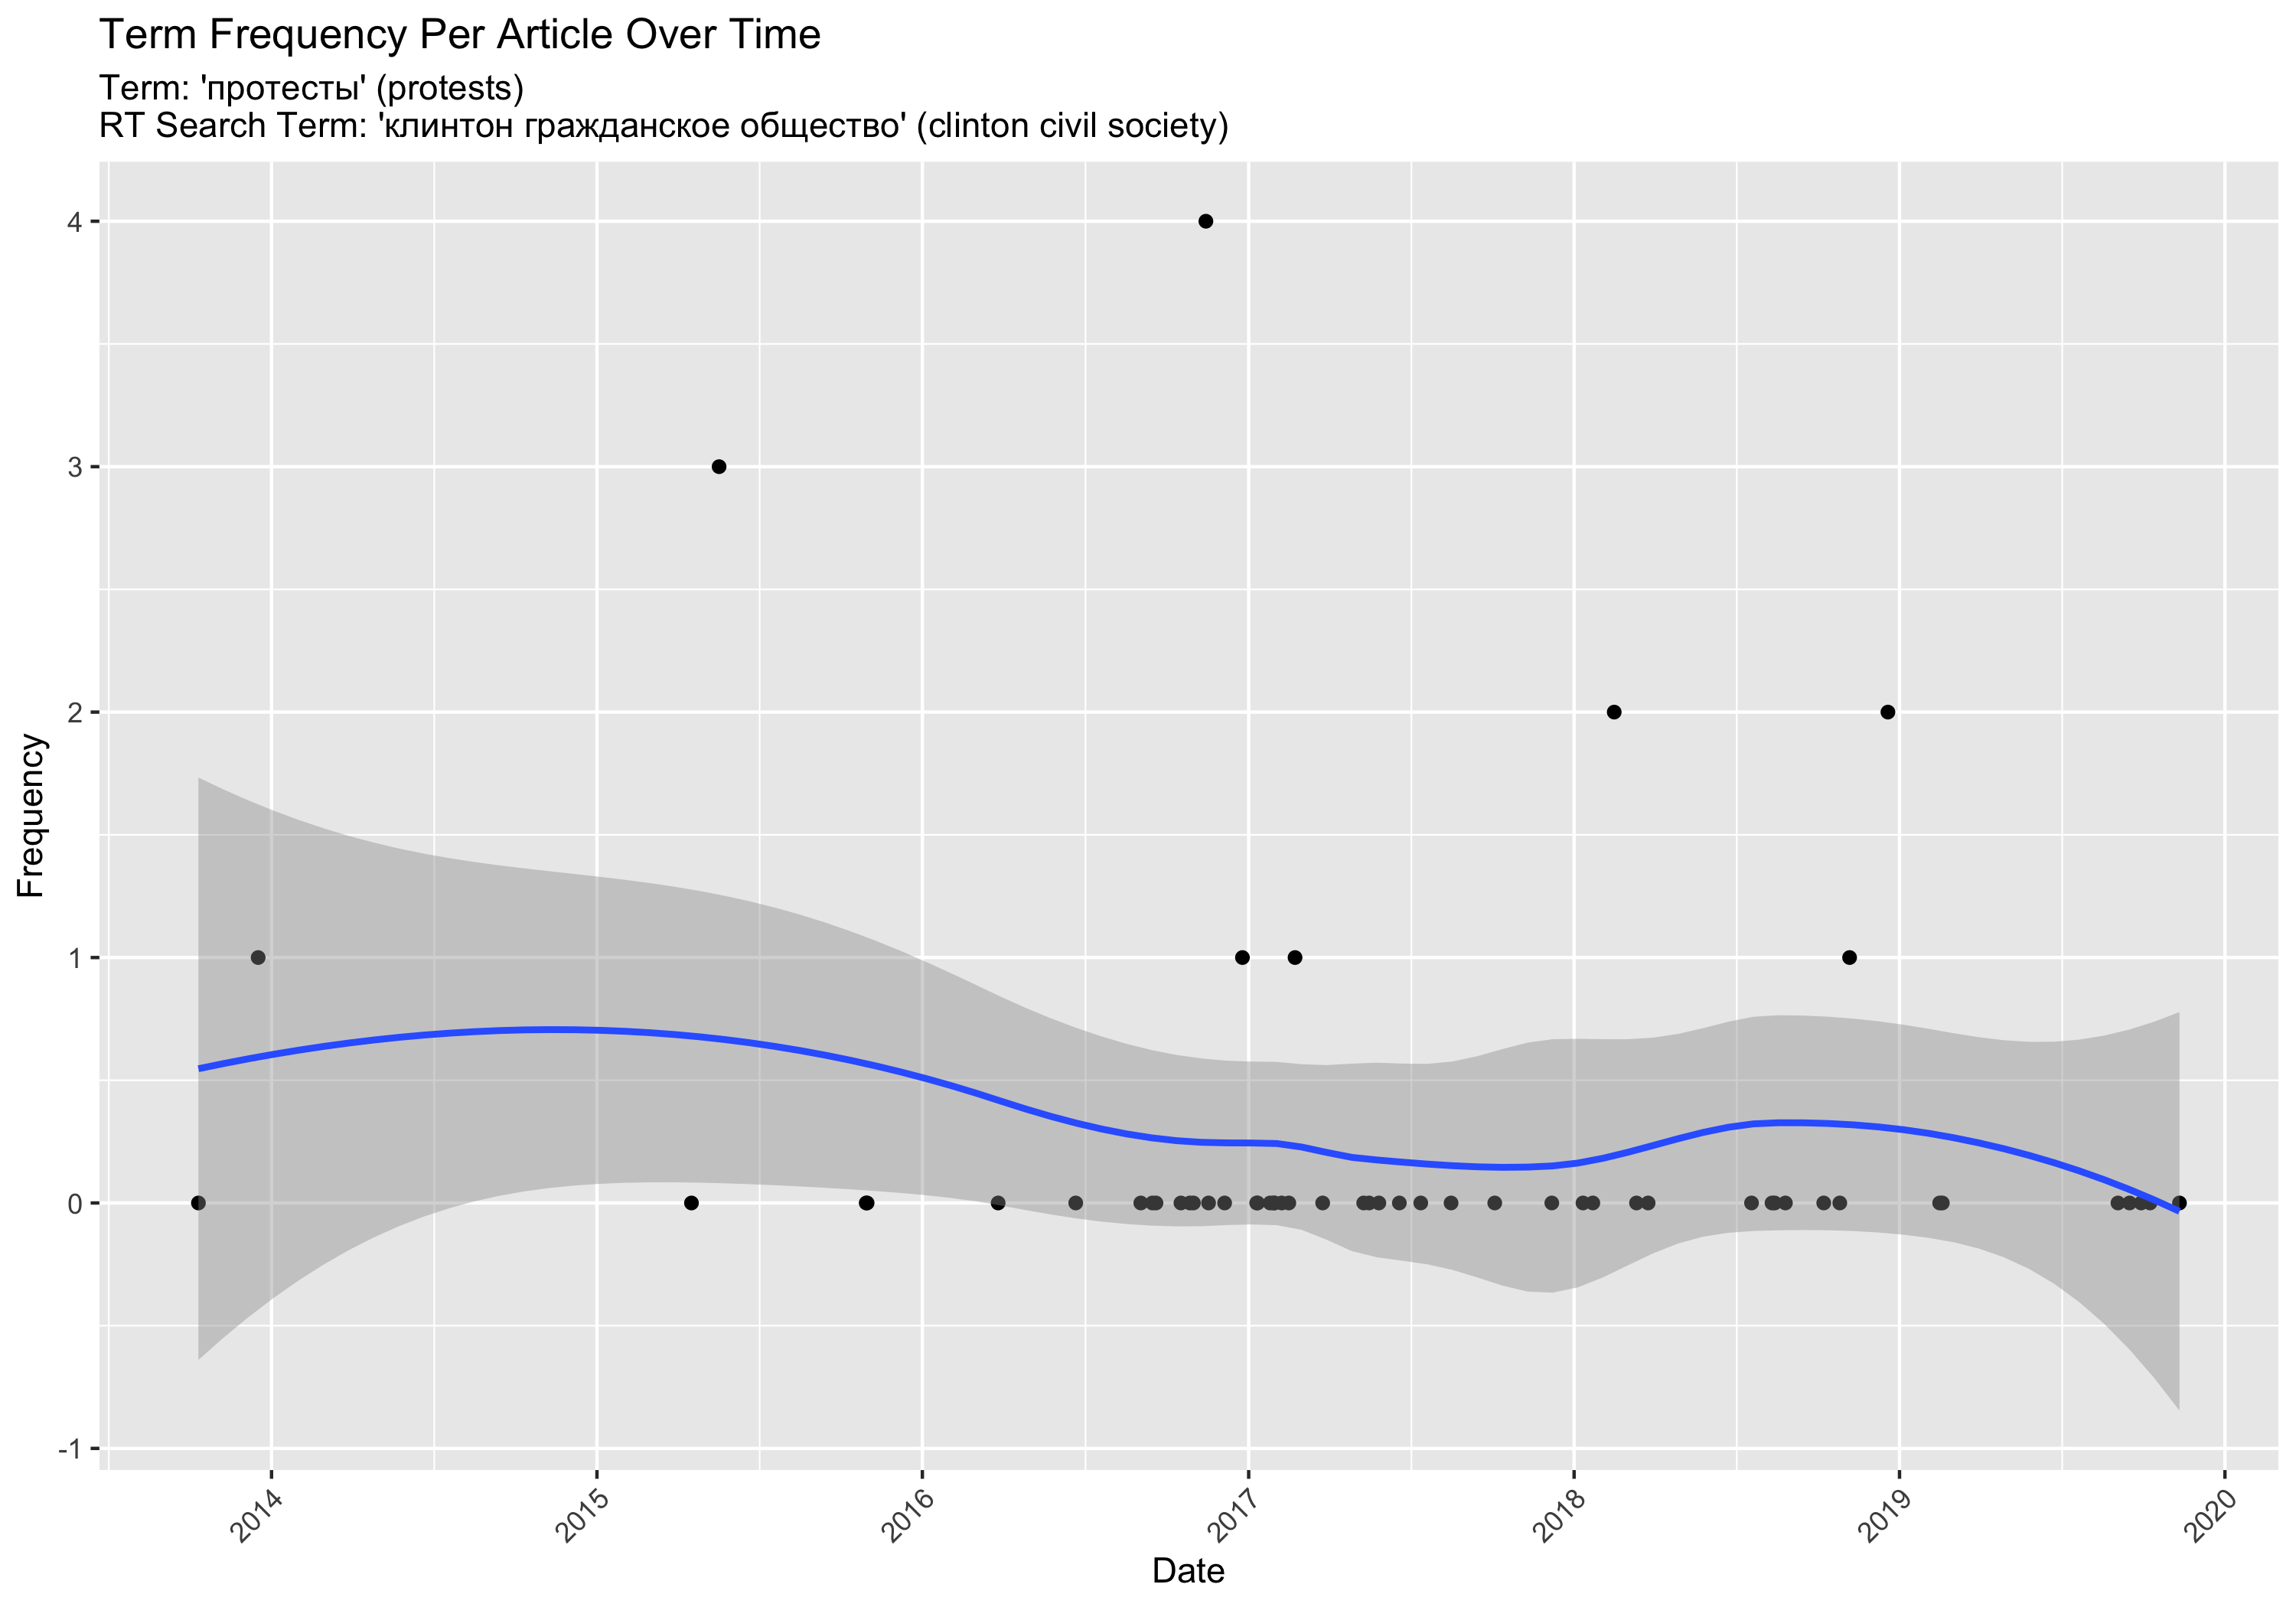 Term Frequency Per Article Over Time
Term: 'протесты' (protests)
RT Search Term: 'клинтон гражданское общество' (clinton civil society)
4
3
2
1
0
-1
Frequency
2014
2015
2016
2017
2018
2019
2020
Date